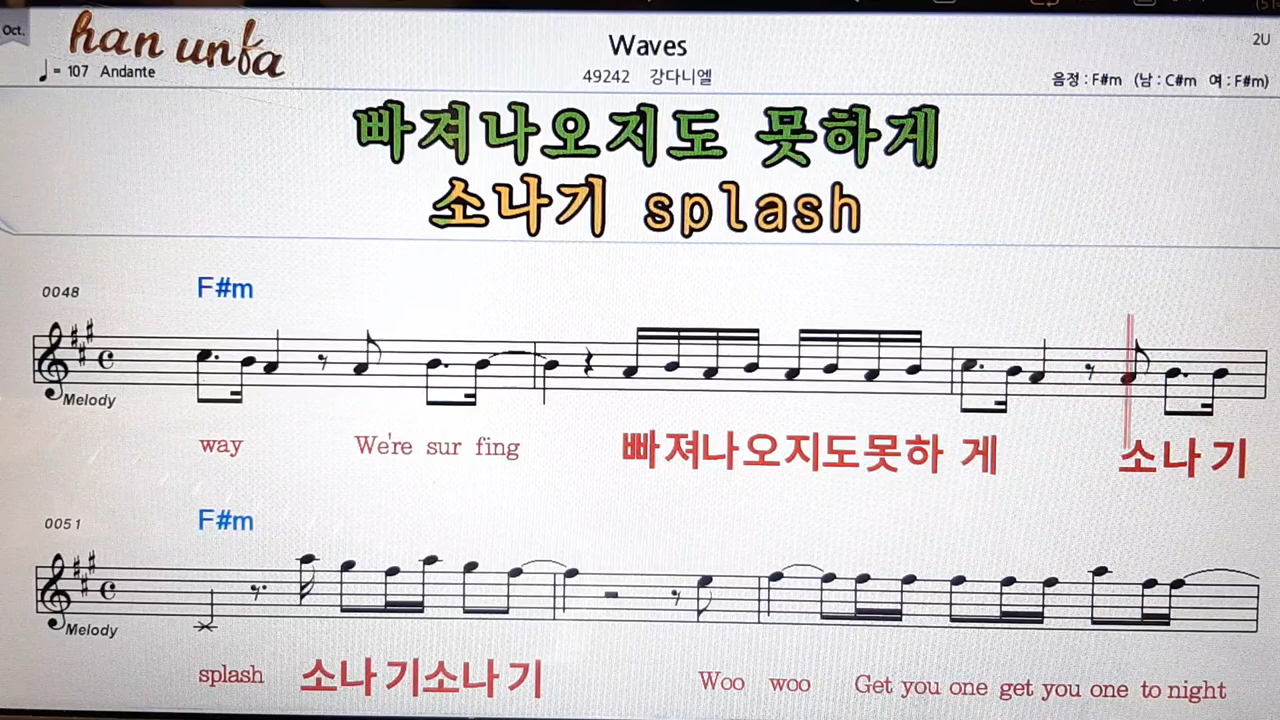 Oct.
han unfa
Waves
2U
♩ = 107 Andante
49242 강다니엘
음정 : F#m (남 : C#m 여 : F#m)
빠져나오지도 못하게
소나기 splash
0048
F#m
Melody
way We're sur fing 빠져나오지도못하 게 소나 기
0051
F#m
Melody
splash 소나 기소나 기 Woo woo Get you one get you one to night